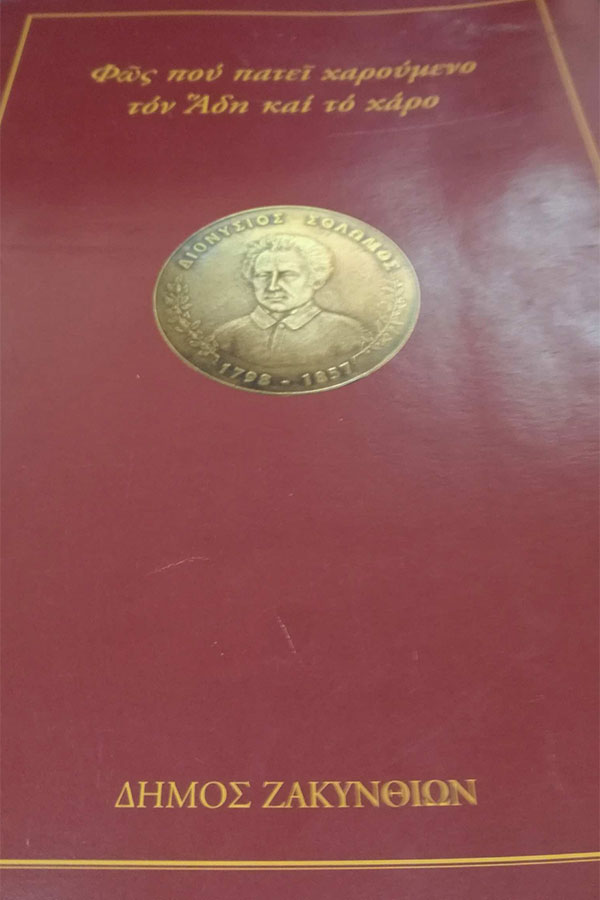 Φῶς πού πατεῖ χαρούμενο
τόν Ἅδη καί τό χάρο
ΔΙΟΝΥΣΙΟΣ ΣΟΛΩΜΟΣ
1798 - 1857
ΔΗΜΟΣ ΖΑΚΥΝΘΙΩΝ